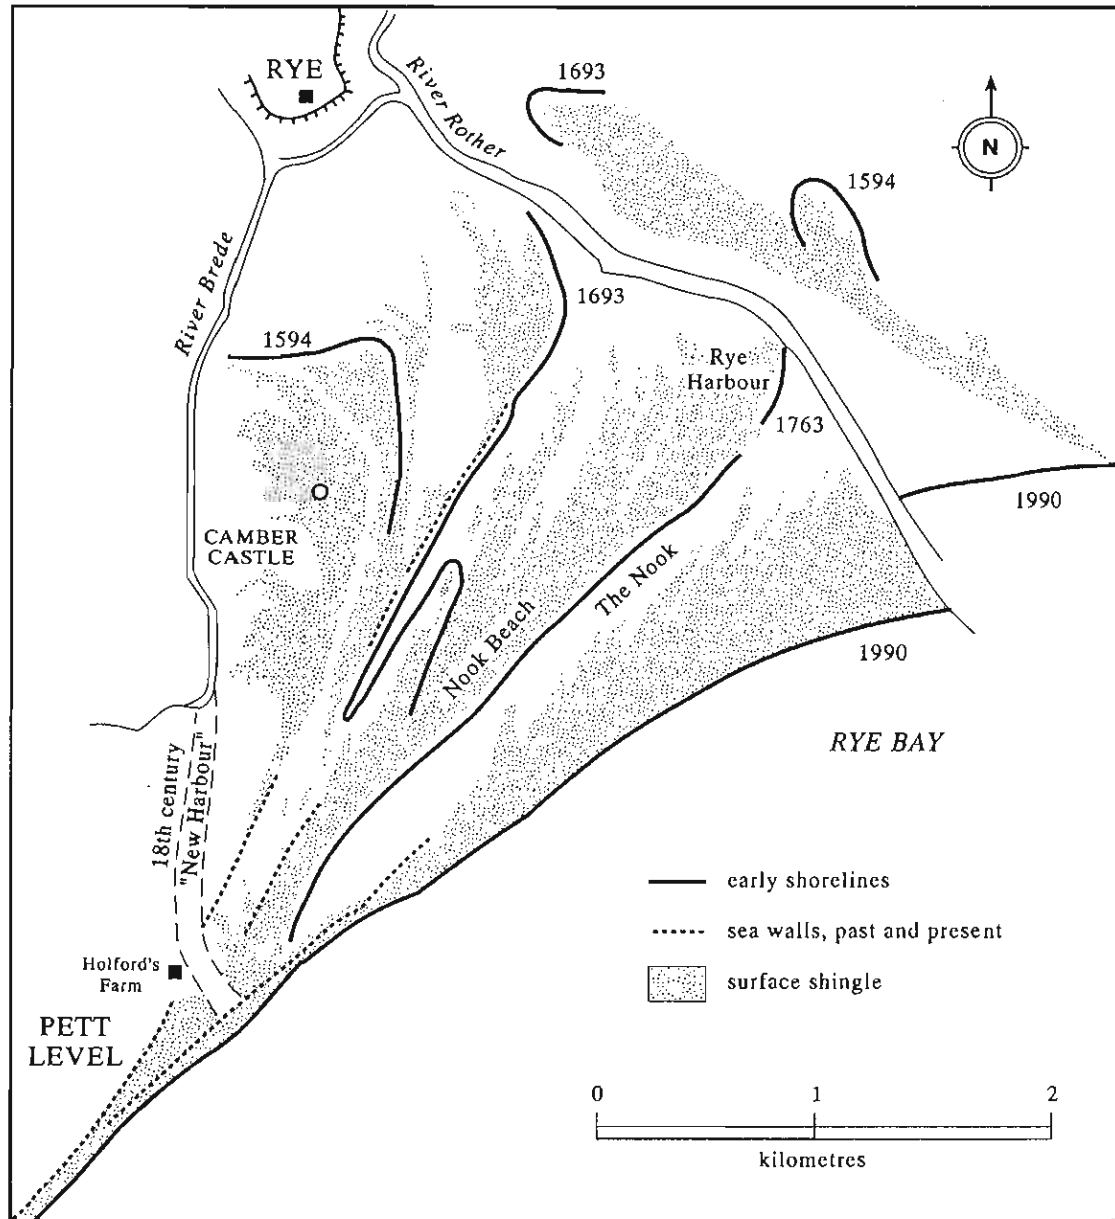 RYE
River Rother
1693
N
1594
River Brede
1693
1594
Rye
Harbour
1763
1990
CAMBER
CASTLE
The Nook
Nook Beach
1990
RYE BAY
18th century
"New Harbour"
early shorelines
sea walls, past and present
surface shingle
Holford's
Farm
PETT
LEVEL
0 1 2
kilometres